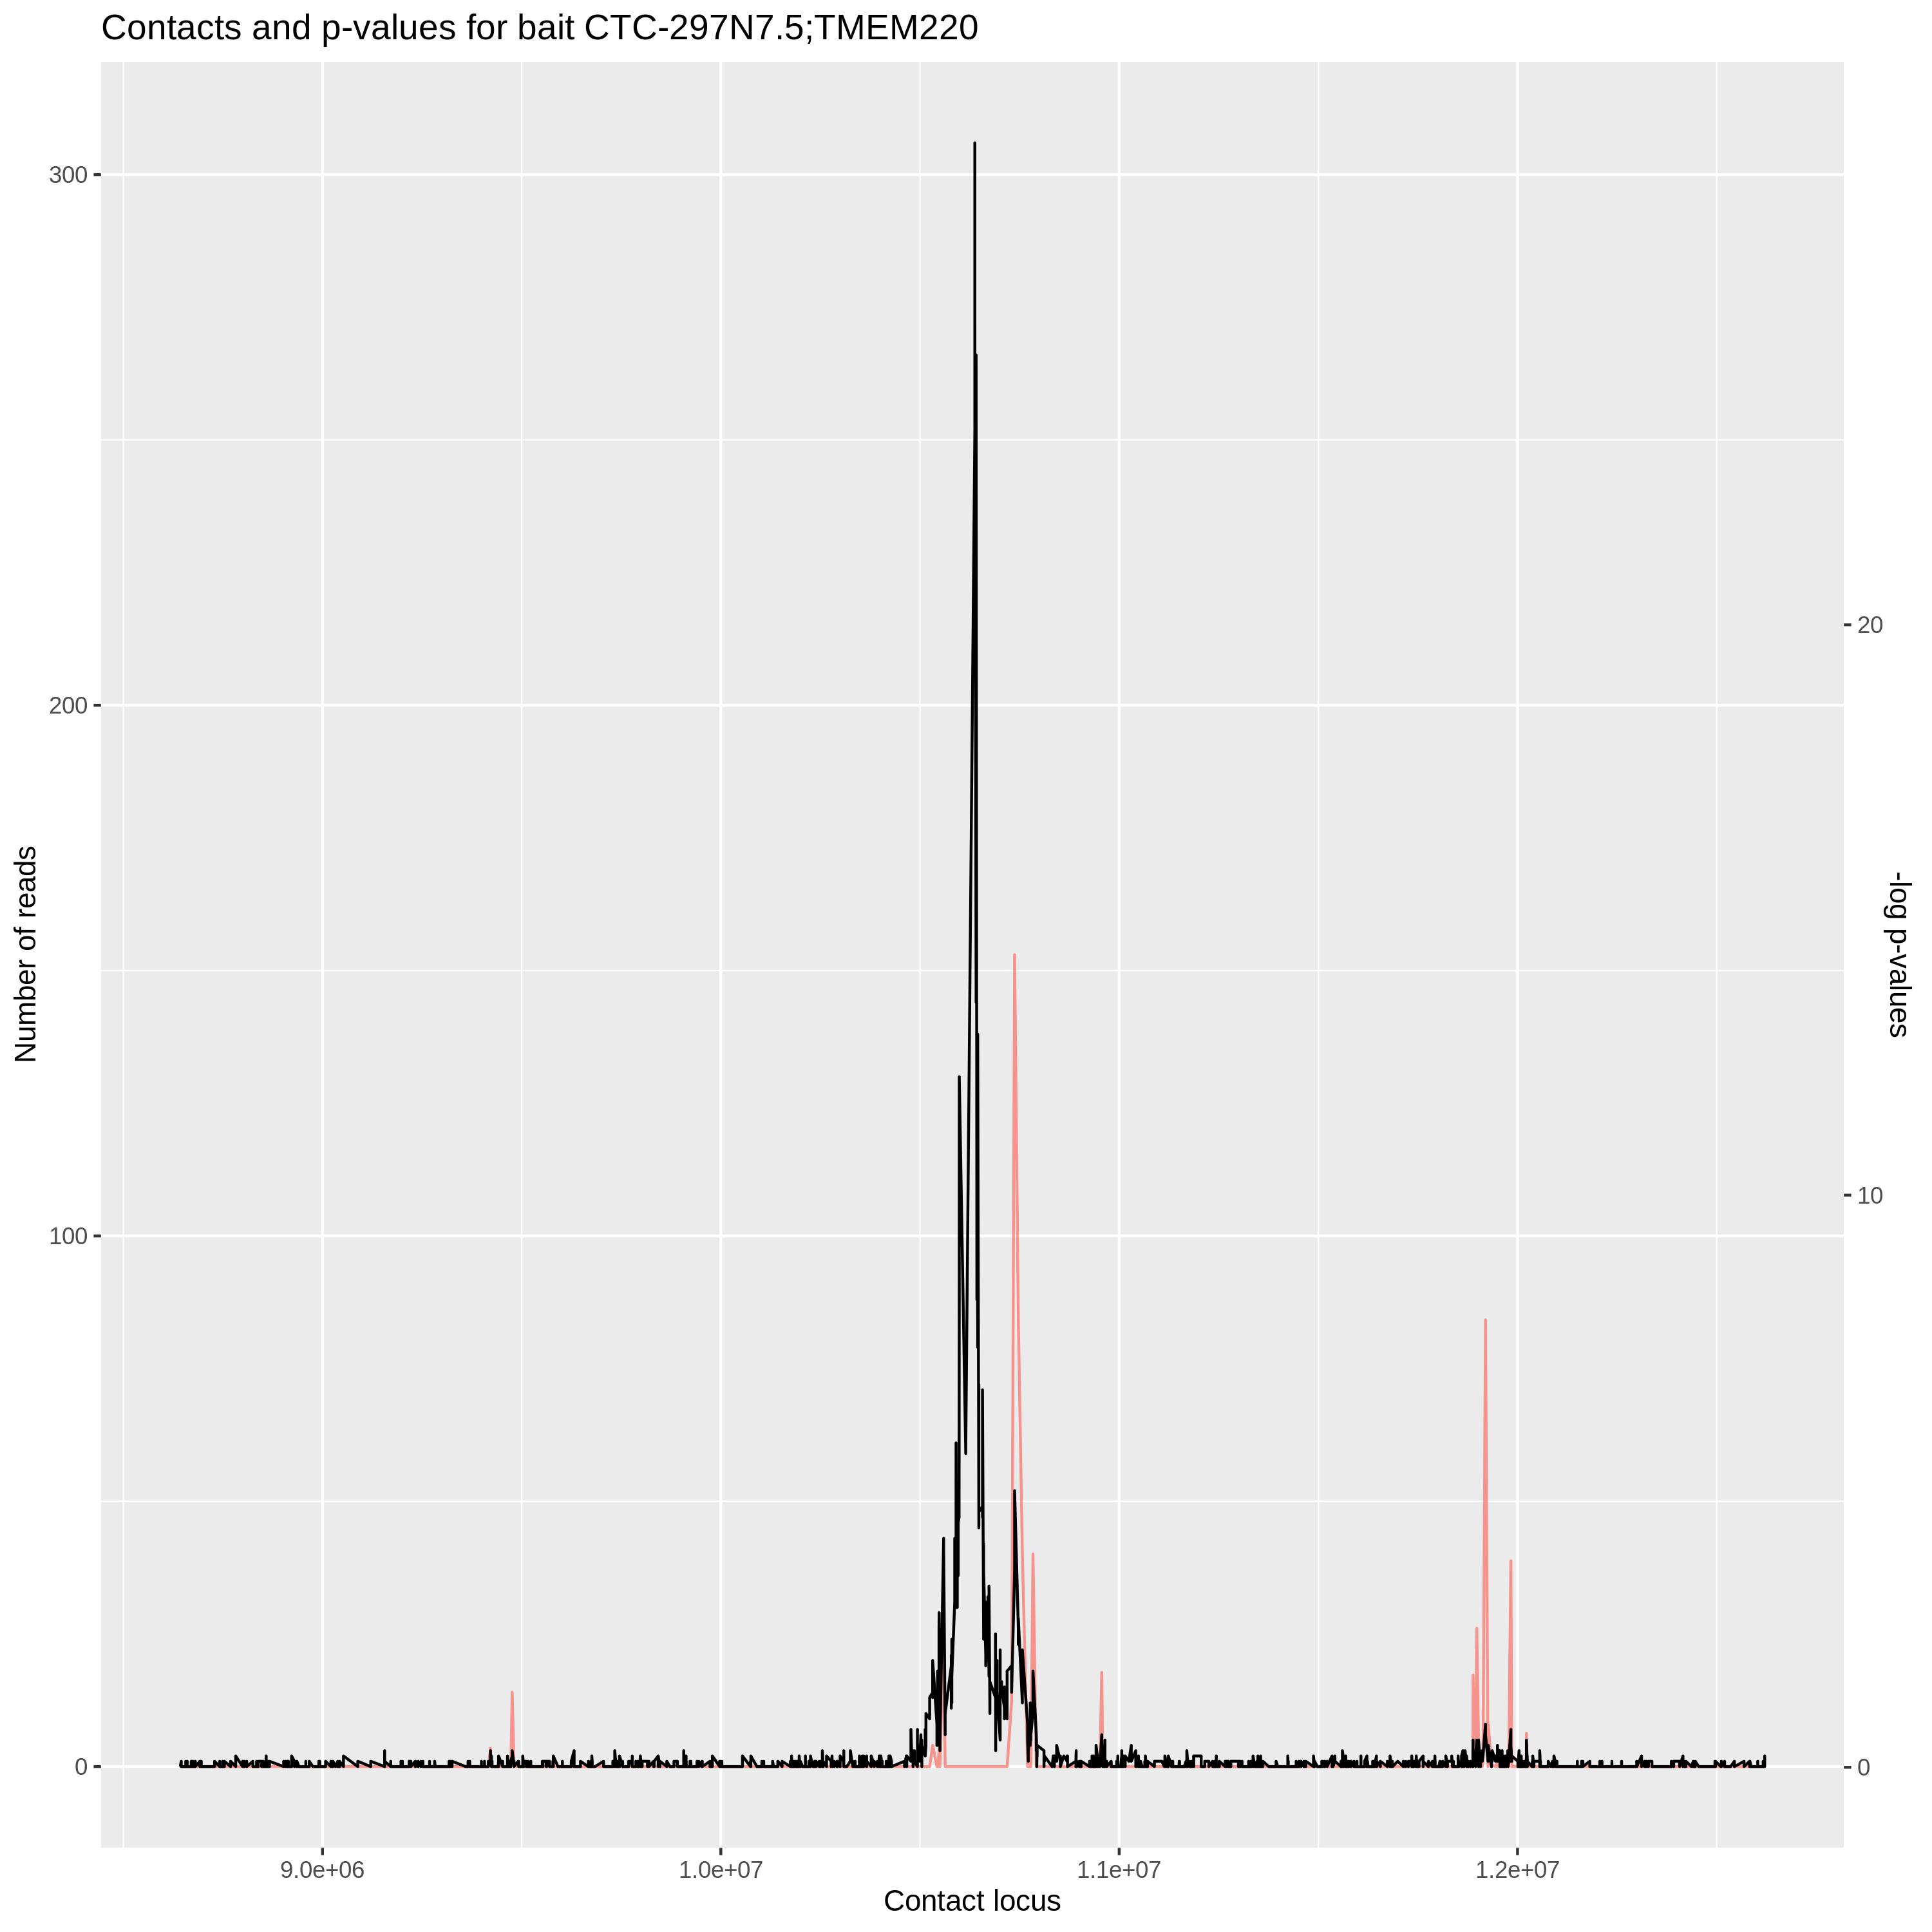 Contacts and p-values for bait CTC-297N7.5;TMEM220
300
200
100
0
Number of reads
20
10
0
-log p-values
9.0e+06
1.0e+07
1.1e+07
1.2e+07
Contact locus